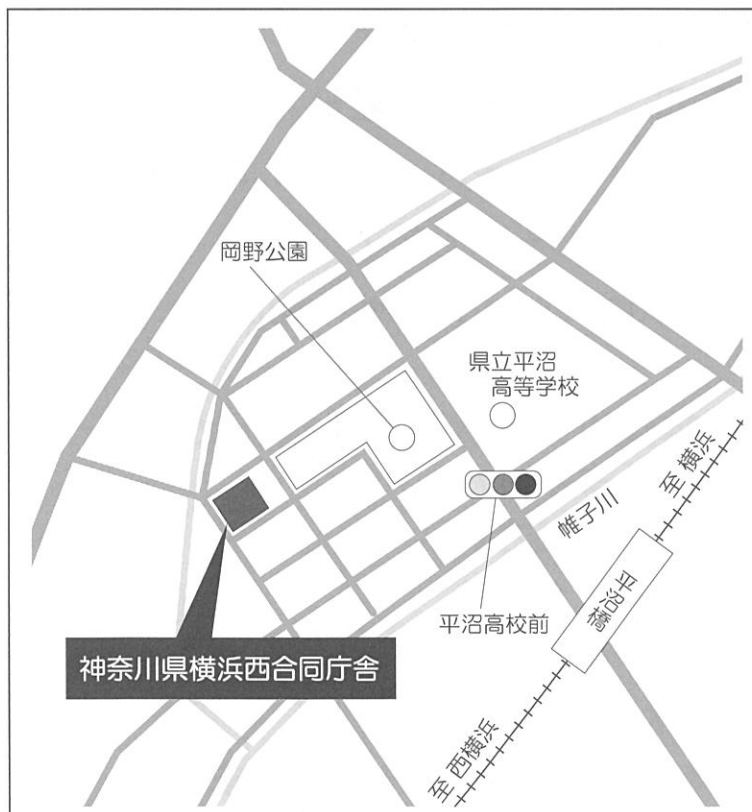 岡野公園
県立平沼
高等学校
至 横浜
帷子川
平沼橋
平沼高校前
神奈川県横浜西合同庁舎
至 西横浜